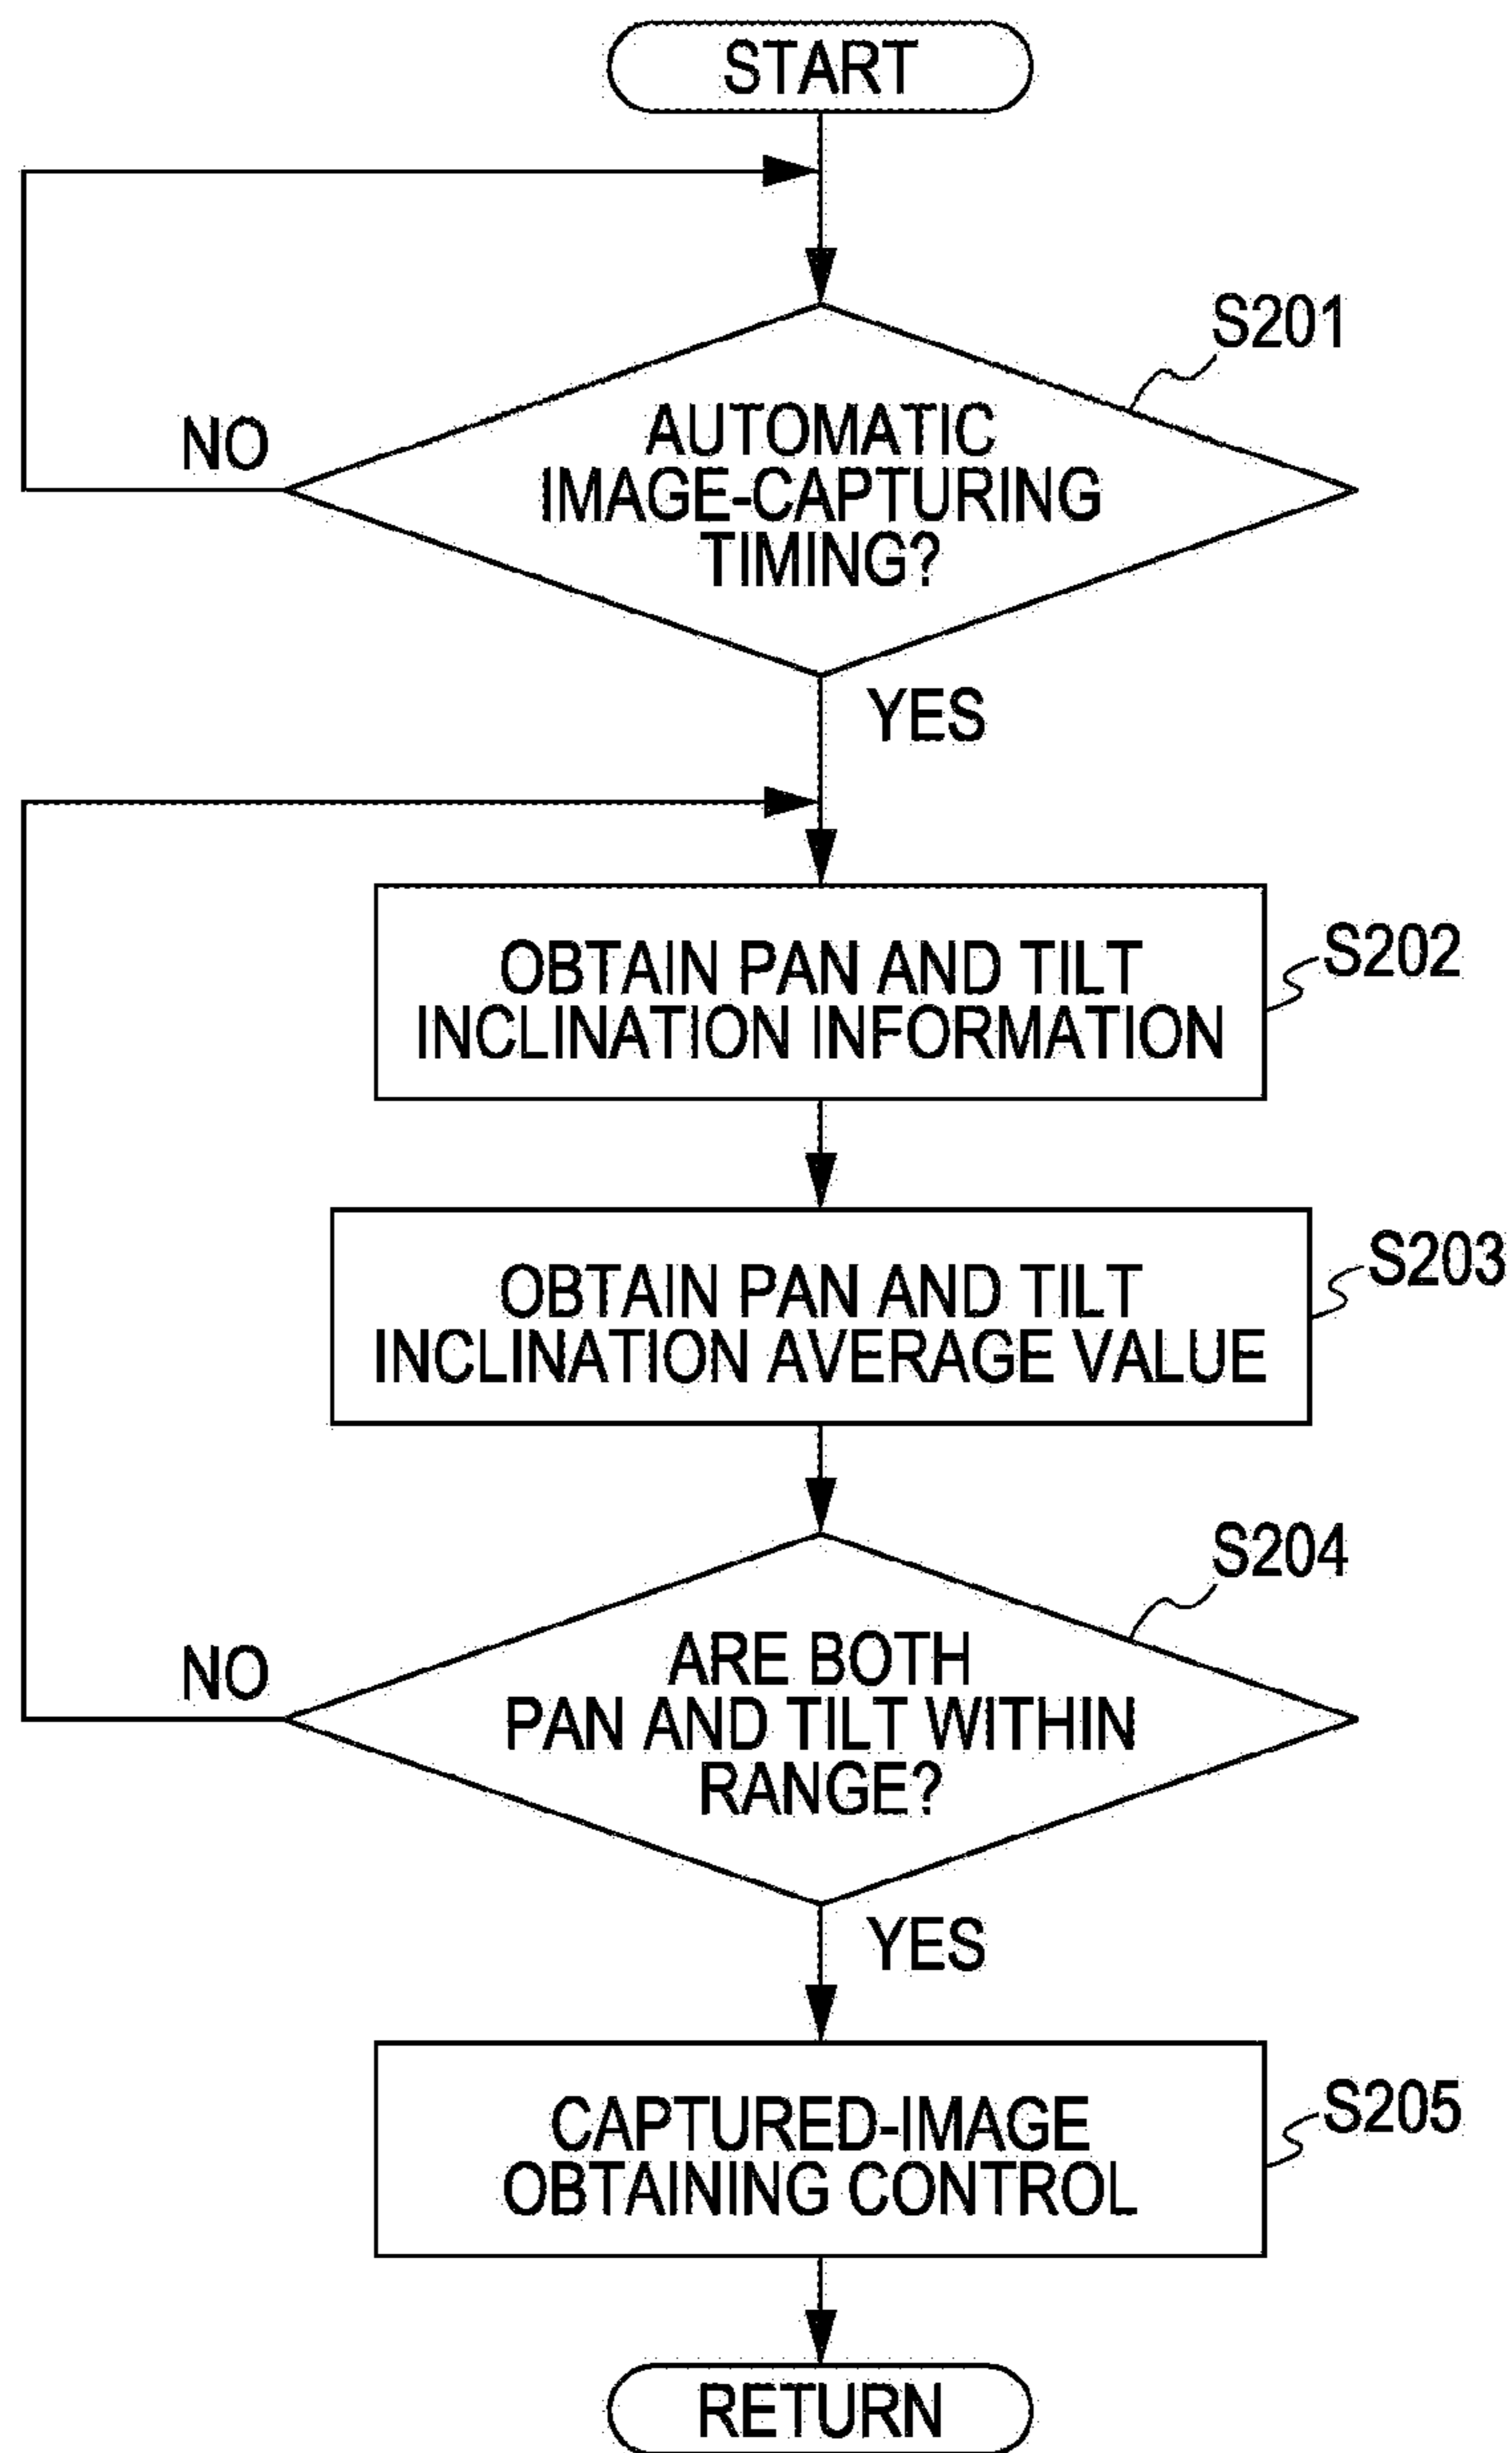 START
S201
AUTOMATIC
IMAGE-CAPTURING
TIMING?
NO
YES
OBTAIN PAN AND TILT
INCLINATION INFORMATION
S202
OBTAIN PAN AND TILT
INCLINATION AVERAGE VALUE
S203
S204
ARE BOTH
PAN AND TILT WITHIN
RANGE?
NO
YES
CAPTURED-IMAGE
OBTAINING CONTROL
S205
RETURN